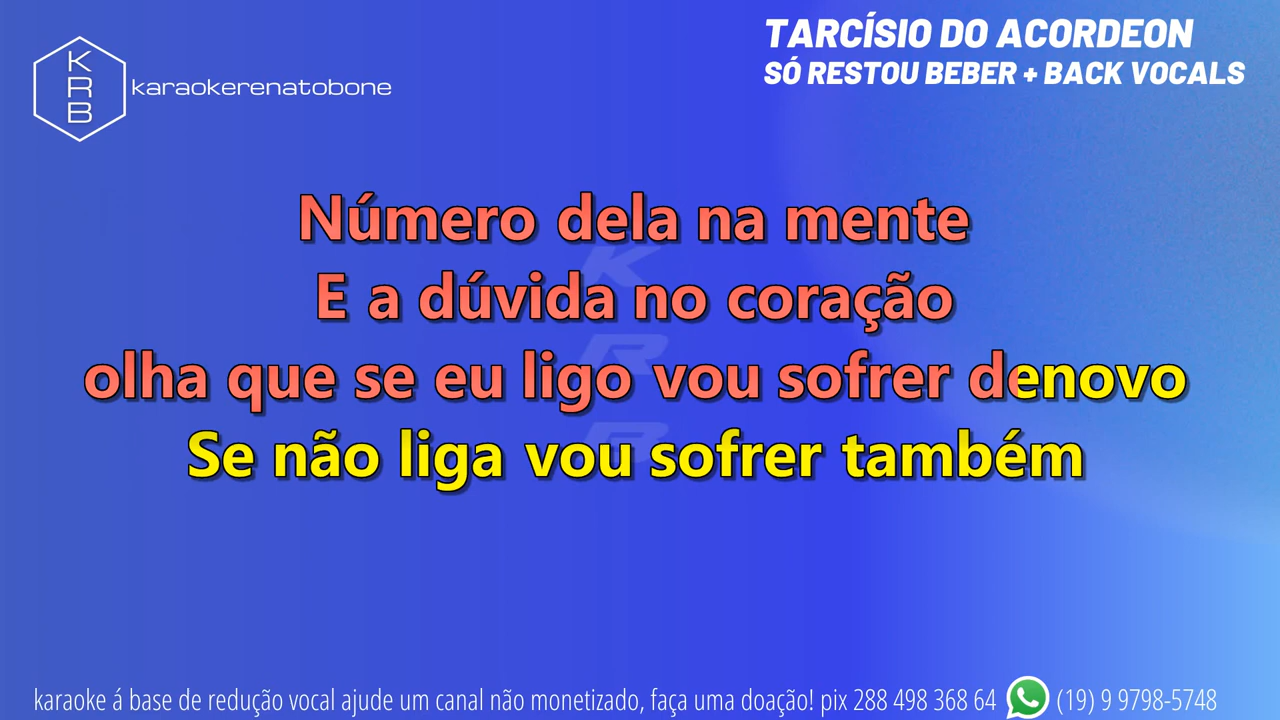 KRB
karaokerenatobone
TARCÍSIO DO ACORDEON
SÓ RESTOU BEBER + BACK VOCALS
Número dela na mente
E a dúvida no coração
olha que se eu ligo vou sofrer denovo
Se não liga vou sofrer também
KRB
karaoke á base de redução vocal ajude um canal não monetizado, faça uma doação! pix 288 498 368 64 (19) 9 9798-5748